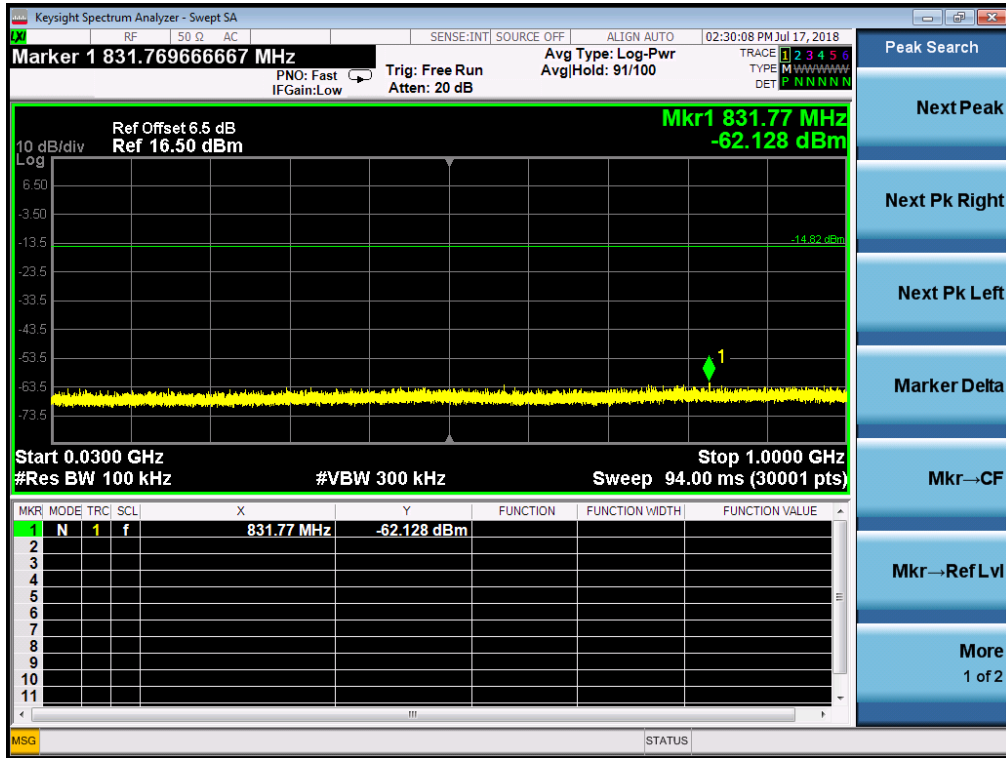 Keysight Spectrum Analyzer - Swept SA
LXI RF 50 Ω AC SENSE:INT SOURCE OFF ALIGN AUTO 02:30:08 PM Jul 17, 2018
Marker 1 831.769666667 MHz
PNO: Fast
IFGain:Low
Trig: Free Run
Atten: 20 dB
Avg Type: Log-Pwr
Avg|Hold: 91/100
TRACE 1 2 3 4 5 6
TYPE M WWWWW
DET P N N N N N
Mkr1 831.77 MHz
-62.128 dBm
Ref Offset 6.5 dB
10 dB/div Ref 16.50 dBm
Log
6.50
-3.50
-13.5
-14.82 dBm
-23.5
-33.5
-43.5
-53.5
1
-63.5
-73.5
Start 0.0300 GHz Stop 1.0000 GHz
#Res BW 100 kHz #VBW 300 kHz Sweep 94.00 ms (30001 pts)
MKR MODE TRC SCL X Y FUNCTION FUNCTION WIDTH FUNCTION VALUE
1 N 1 f 831.77 MHz -62.128 dBm
2
3
4
5
6
7
8
9
10
11
MSG STATUS
Peak Search
Next Peak
Next Pk Right
Next Pk Left
Marker Delta
Mkr→CF
Mkr→Ref Lvl
More
1 of 2